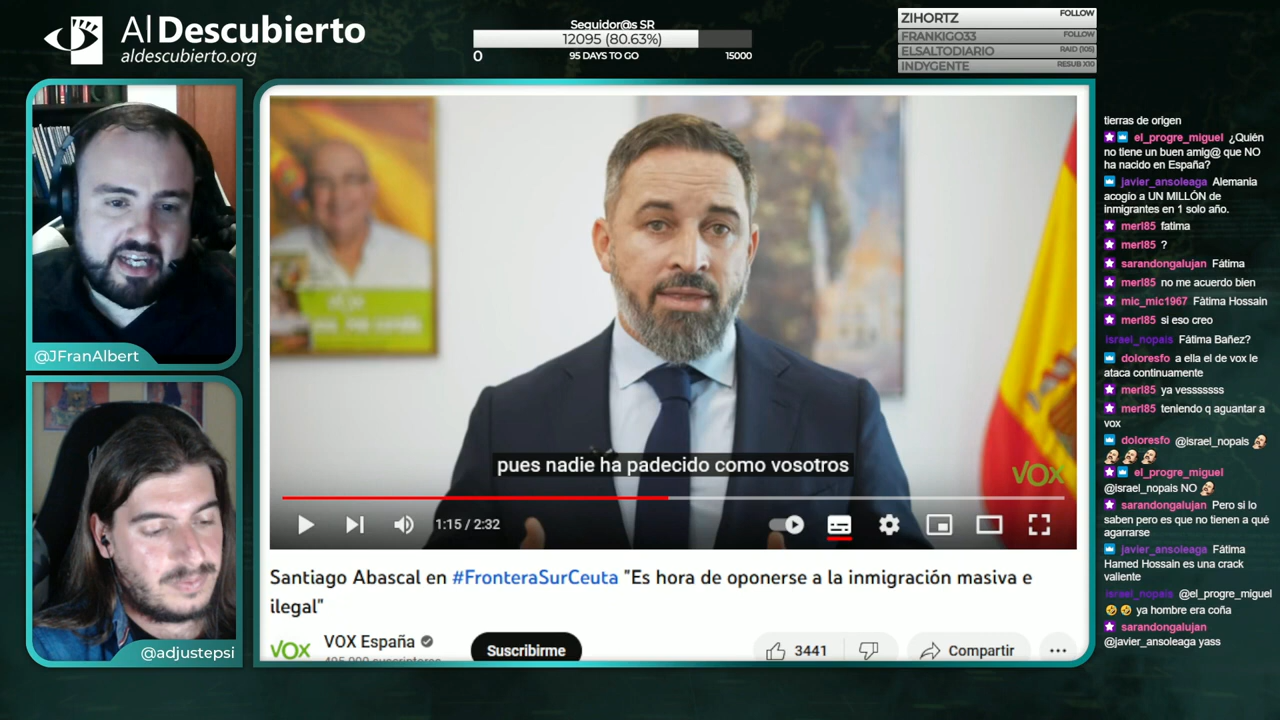 Al Descubierto
aldescubierto.org
Seguidor@s SR
12095 (80.63%)
0
95 DAYS TO GO
15000
ZIHORTZ FOLLOW
FRANKIGO33 FOLLOW
ELSALTODIARIO RAID (105)
INDYGENTE RESUB X10
@JFranAlbert
@adjustepsi
VOX
pues nadie ha padecido como vosotros
VOX
1:15 / 2:32
Santiago Abascal en #FronteraSurCeuta "Es hora de oponerse a la inmigración masiva e
ilegal"
VOX
VOX España
Suscribirme
3441
Compartir
tierras de origen
el_progre_miguel ¿Quién
no tiene un buen amig@ que NO
ha nacido en España?
javier_ansoleaga Alemania
acogio a UN MILLÓN de
inmigrantes en 1 solo año.
merl85 fatima
merl85 ?
sarandongalujan Fátima
merl85 no me acuerdo bien
mic_mic1967 Fàtima Hossain
merl85 si eso creo
israel_nopais Fátima Bañez?
doloresfo a ella el de vox le
ataca continuamente
merl85 ya vesssssss
merl85 teniendo q aguantar a
vox
doloresfo @israel_nopais
el_progre_miguel
@israel_nopais NO
sarandongalujan Pero si lo
saben pero es que no tienen a qué
agarrarse
javier_ansoleaga Fátima
Hamed Hossain es una crack
valiente
israel_nopais @el_progre_miguel
ya hombre era coña
sarandongalujan
@javier_ansoleaga yass